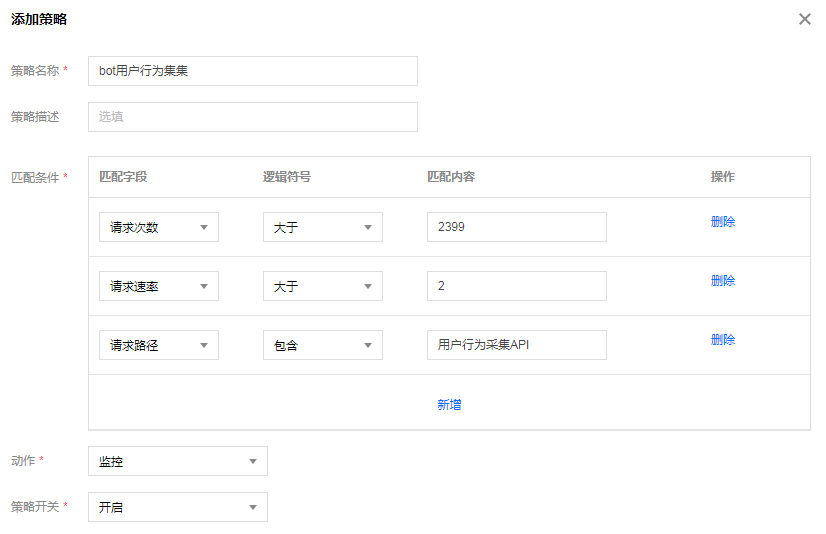 添加策略
策略名称 * bot用户行为集集
策略描述 选填
匹配条件 * 匹配字段 逻辑符号 匹配内容 操作
请求次数 大于 2399 删除
请求速率 大于 2 删除
请求路径 包含 用户行为采集API 删除
新增
动作 * 监控
策略开关 * 开启